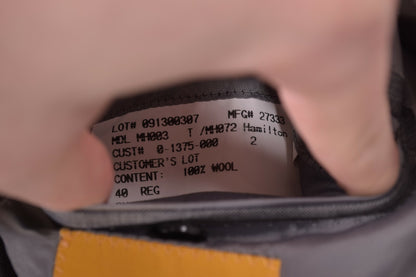 LOT# 091300307 MFG# 27333
MDL MH003 T /MH072 Hamilton
CUST# 0-1375-000 2
CUSTOMER'S LOT
CONTENT: 100% WOOL
40 REG